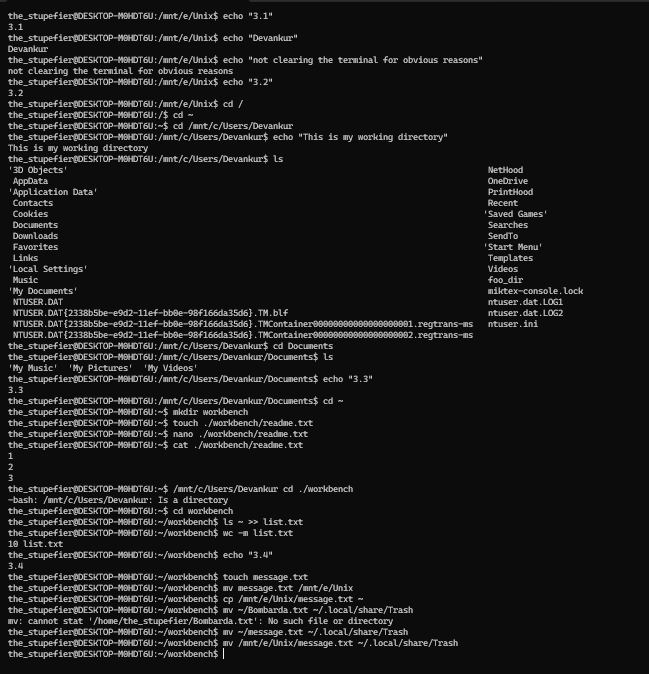 the_stupefier@DESKTOP-M0HDT6U:/mnt/e/Unix$ echo "3.1"
3.1
the_stupefier@DESKTOP-M0HDT6U:/mnt/e/Unix$ echo "Devankur"
Devankur
the_stupefier@DESKTOP-M0HDT6U:/mnt/e/Unix$ echo "not clearing the terminal for obvious reasons"
not clearing the terminal for obvious reasons
the_stupefier@DESKTOP-M0HDT6U:/mnt/e/Unix$ echo "3.2"
3.2
the_stupefier@DESKTOP-M0HDT6U:/mnt/e/Unix$ cd /
the_stupefier@DESKTOP-M0HDT6U:/$ cd ~
the_stupefier@DESKTOP-M0HDT6U:~$ cd /mnt/c/Users/Devankur
the_stupefier@DESKTOP-M0HDT6U:/mnt/c/Users/Devankur$ echo "This is my working directory"
This is my working directory
the_stupefier@DESKTOP-M0HDT6U:/mnt/c/Users/Devankur$ ls
'3D Objects' NetHood
AppData OneDrive
'Application Data' PrintHood
Contacts Recent
Cookies 'Saved Games'
Documents Searches
Downloads SendTo
Favorites 'Start Menu'
Links Templates
'Local Settings' Videos
Music foo_dir
'My Documents' miktex-console.lock
NTUSER.DAT ntuser.dat.LOG1
NTUSER.DAT{2338b5be-e9d2-11ef-bb0e-98f166da35d6}.TM.blf ntuser.dat.LOG2
NTUSER.DAT{2338b5be-e9d2-11ef-bb0e-98f166da35d6}.TMContainer00000000000000000001.regtrans-ms ntuser.ini
NTUSER.DAT{2338b5be-e9d2-11ef-bb0e-98f166da35d6}.TMContainer00000000000000000002.regtrans-ms
the_stupefier@DESKTOP-M0HDT6U:/mnt/c/Users/Devankur$ cd Documents
the_stupefier@DESKTOP-M0HDT6U:/mnt/c/Users/Devankur/Documents$ ls
'My Music' 'My Pictures' 'My Videos'
the_stupefier@DESKTOP-M0HDT6U:/mnt/c/Users/Devankur/Documents$ echo "3.3"
3.3
the_stupefier@DESKTOP-M0HDT6U:/mnt/c/Users/Devankur/Documents$ cd ~
the_stupefier@DESKTOP-M0HDT6U:~$ mkdir workbench
the_stupefier@DESKTOP-M0HDT6U:~$ touch ./workbench/readme.txt
the_stupefier@DESKTOP-M0HDT6U:~$ nano ./workbench/readme.txt
the_stupefier@DESKTOP-M0HDT6U:~$ cat ./workbench/readme.txt
1
2
3
the_stupefier@DESKTOP-M0HDT6U:~$ /mnt/c/Users/Devankur cd ./workbench
-bash: /mnt/c/Users/Devankur: Is a directory
the_stupefier@DESKTOP-M0HDT6U:~$ cd workbench
the_stupefier@DESKTOP-M0HDT6U:~/workbench$ ls ~ >> list.txt
the_stupefier@DESKTOP-M0HDT6U:~/workbench$ wc -m list.txt
10 list.txt
the_stupefier@DESKTOP-M0HDT6U:~/workbench$ echo "3.4"
3.4
the_stupefier@DESKTOP-M0HDT6U:~/workbench$ touch message.txt
the_stupefier@DESKTOP-M0HDT6U:~/workbench$ mv message.txt /mnt/e/Unix
the_stupefier@DESKTOP-M0HDT6U:~/workbench$ cp /mnt/e/Unix/message.txt ~
the_stupefier@DESKTOP-M0HDT6U:~/workbench$ mv ~/Bombarda.txt ~/.local/share/Trash
mv: cannot stat '/home/the_stupefier/Bombarda.txt': No such file or directory
the_stupefier@DESKTOP-M0HDT6U:~/workbench$ mv ~/message.txt ~/.local/share/Trash
the_stupefier@DESKTOP-M0HDT6U:~/workbench$ mv /mnt/e/Unix/message.txt ~/.local/share/Trash
the_stupefier@DESKTOP-M0HDT6U:~/workbench$